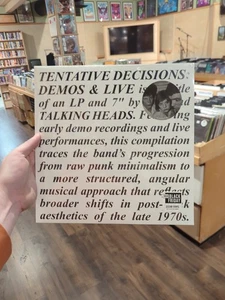 TENTATIVE DECISIONS:
DEMOS & LIVE is
of an LP and 7" by
TALKING HEADS.
early demo recordings and live
performances, this compilation
traces the band's progression
from raw punk minimalism to
a more structured, angular
musical approach that
broader shifts in post-
aesthetics of the late 1970s.
BLACK
FRIDAY